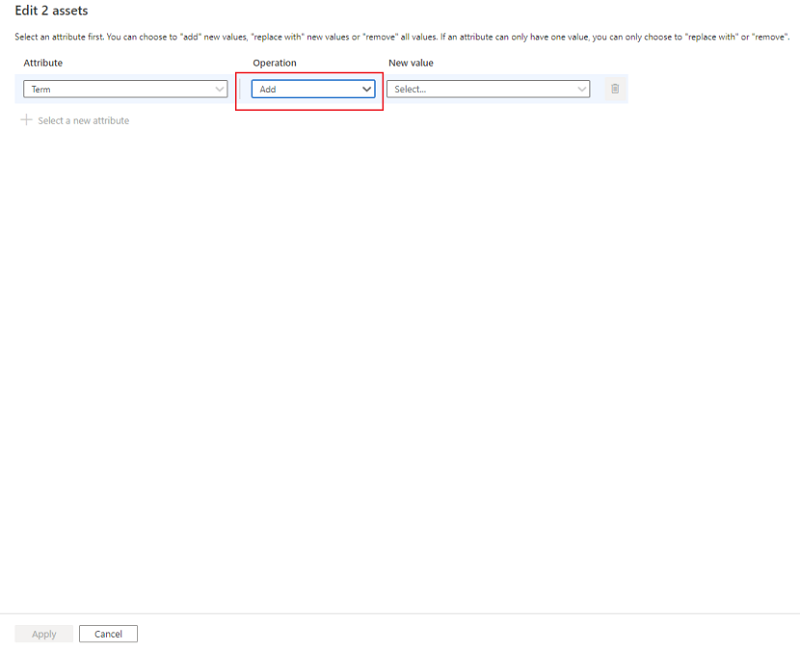 Edit 2 assets
Select an attribute first. You can choose to "add" new values, "replace with" new values or "remove" all values. If an attribute can only have one value, you can only choose to "replace with" or "remove".
Attribute Operation New value
Term Add Select...
Select a new attribute
Apply Cancel